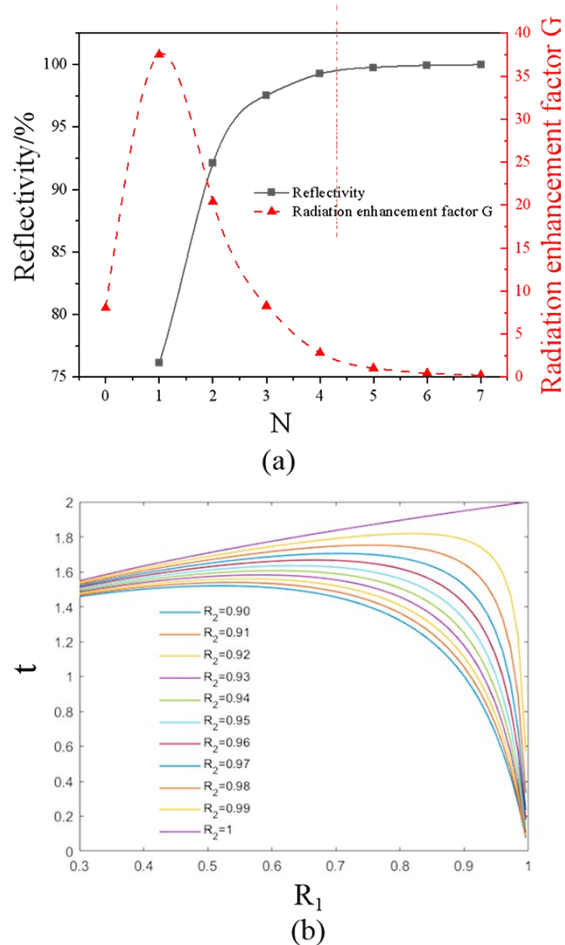 (a)
Reflectivity/%
100
95
90
85
80
75
40
35
30
25
20
15
10
5
0
Radiation enhancement factor G
Reflectivity
Radiation enhancement factor G
0 1 2 3 4 5 6 7
N
(a)
2
1.8
1.6
1.4
1.2
1
0.8
0.6
0.4
0.2
0
t
R2=0.90
R2=0.91
R2=0.92
R2=0.93
R2=0.94
R2=0.95
R2=0.96
R2=0.97
R2=0.98
R2=0.99
R2=1
0.3 0.4 0.5 0.6 0.7 0.8 0.9 1
R1
(b)